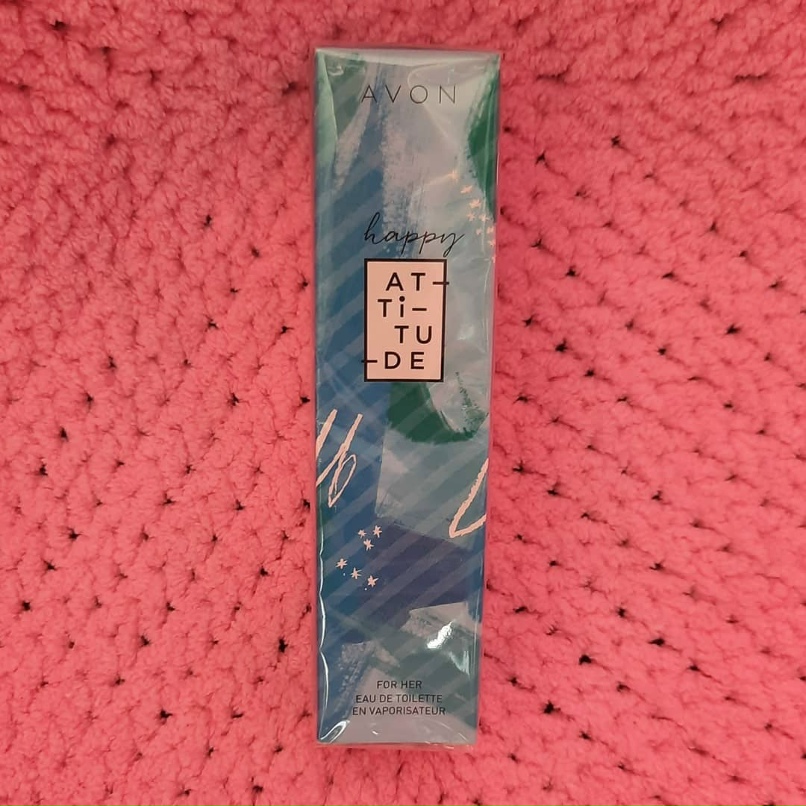 AVON
happy
AT-
Ti-
TU
-DE
FOR HER
EAU DE TOILETTE
EN VAPORISATEUR